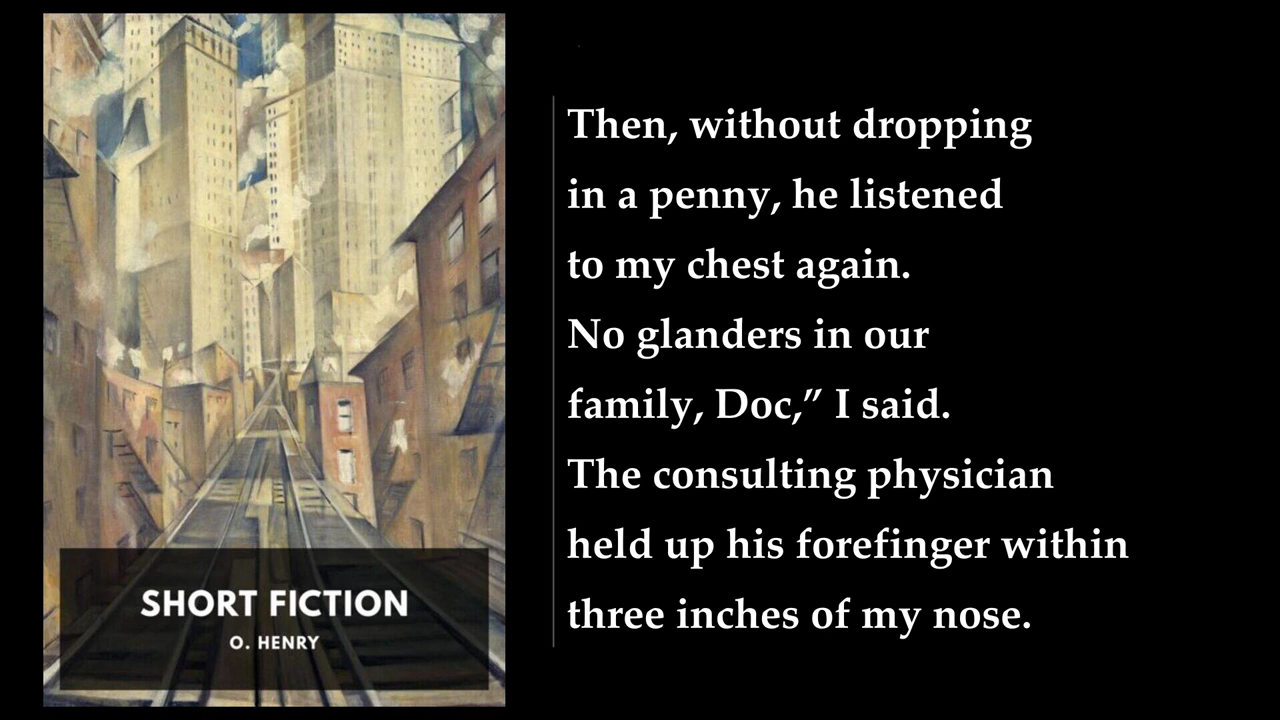 SHORT FICTION
O. HENRY
Then, without dropping
in a penny, he listened
to my chest again.
No glanders in our
family, Doc,” I said.
The consulting physician
held up his forefinger within
three inches of my nose.